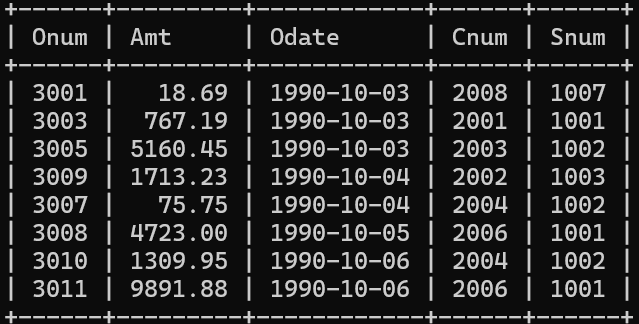 +------+---------+------------+------+------+
| Onum | Amt     | Odate      | Cnum | Snum |
+------+---------+------------+------+------+
| 3001 |   18.69 | 1990-10-03 | 2008 | 1007 |
| 3003 |  767.19 | 1990-10-03 | 2001 | 1001 |
| 3005 | 5160.45 | 1990-10-03 | 2003 | 1002 |
| 3009 | 1713.23 | 1990-10-04 | 2002 | 1003 |
| 3007 |   75.75 | 1990-10-04 | 2004 | 1002 |
| 3008 | 4723.00 | 1990-10-05 | 2006 | 1001 |
| 3010 | 1309.95 | 1990-10-06 | 2004 | 1002 |
| 3011 | 9891.88 | 1990-10-06 | 2006 | 1001 |
+------+---------+------------+------+------+